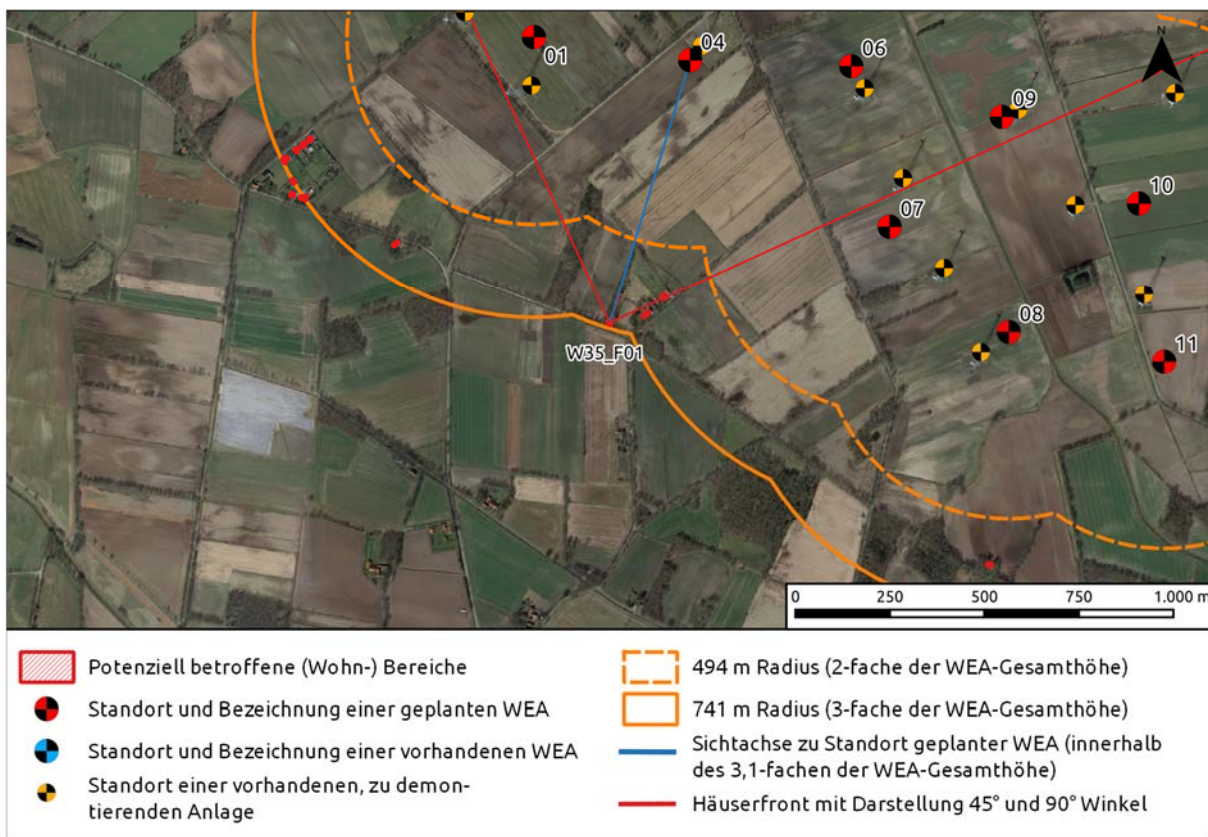 N
01
04
06
09
10
07
08
11
W35_F01
0 250 500 750 1.000 m
Potenziell betroffene (Wohn-) Bereiche
Standort und Bezeichnung einer geplanten WEA
Standort und Bezeichnung einer vorhandenen WEA
Standort einer vorhandenen, zu demon-
tierenden Anlage
494 m Radius (2-fache der WEA-Gesamthöhe)
741 m Radius (3-fache der WEA-Gesamthöhe)
Sichtachse zu Standort geplanter WEA (innerhalb
des 3,1-fachen der WEA-Gesamthöhe)
Häuserfront mit Darstellung 45° und 90° Winkel